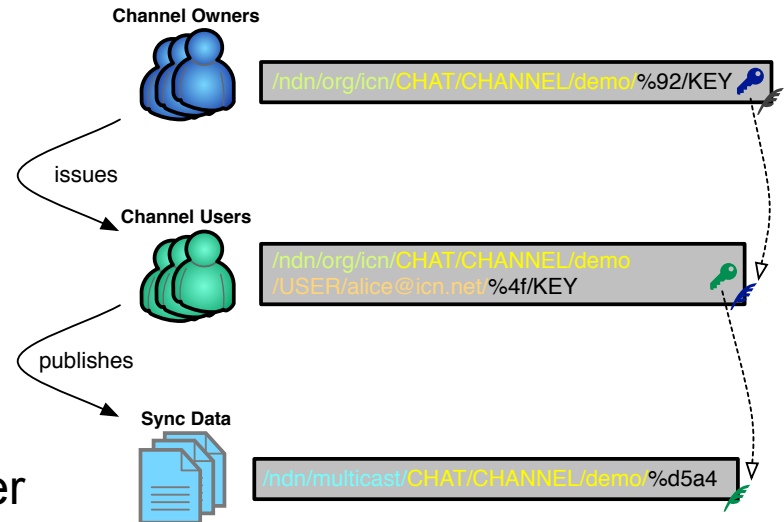 Channel Owners
/ndn/org/icn/CHAT/CHANNEL/demo/%92/KEY
issues
Channel Users
/ndn/org/icn/CHAT/CHANNEL/demo
/USER/alice@icn.net/%4f/KEY
publishes
Sync Data
er
/ndn/multicast/CHAT/CHANNEL/demo/%d5a4